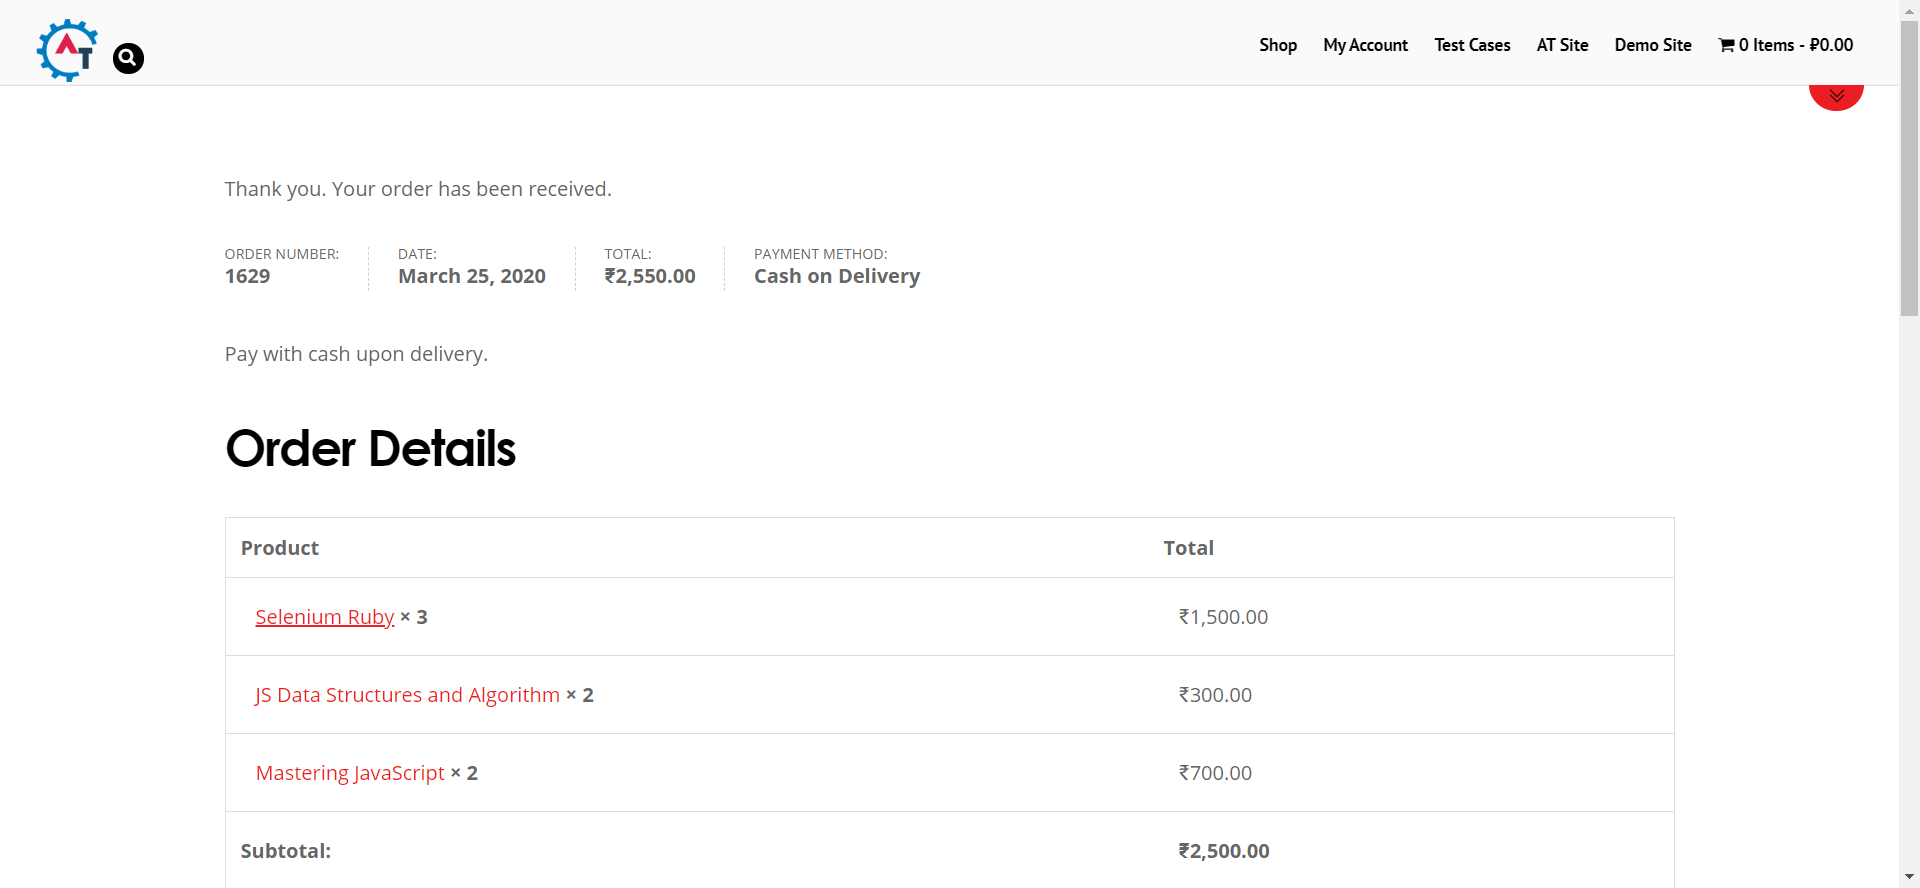 AT
Shop My Account Test Cases AT Site Demo Site 0 Items - ₽0.00
Thank you. Your order has been received.
ORDER NUMBER: DATE: TOTAL: PAYMENT METHOD:
1629 March 25, 2020 ₹2,550.00 Cash on Delivery
Pay with cash upon delivery.
Order Details
Product Total
Selenium Ruby × 3 ₹1,500.00
JS Data Structures and Algorithm × 2 ₹300.00
Mastering JavaScript × 2 ₹700.00
Subtotal: ₹2,500.00